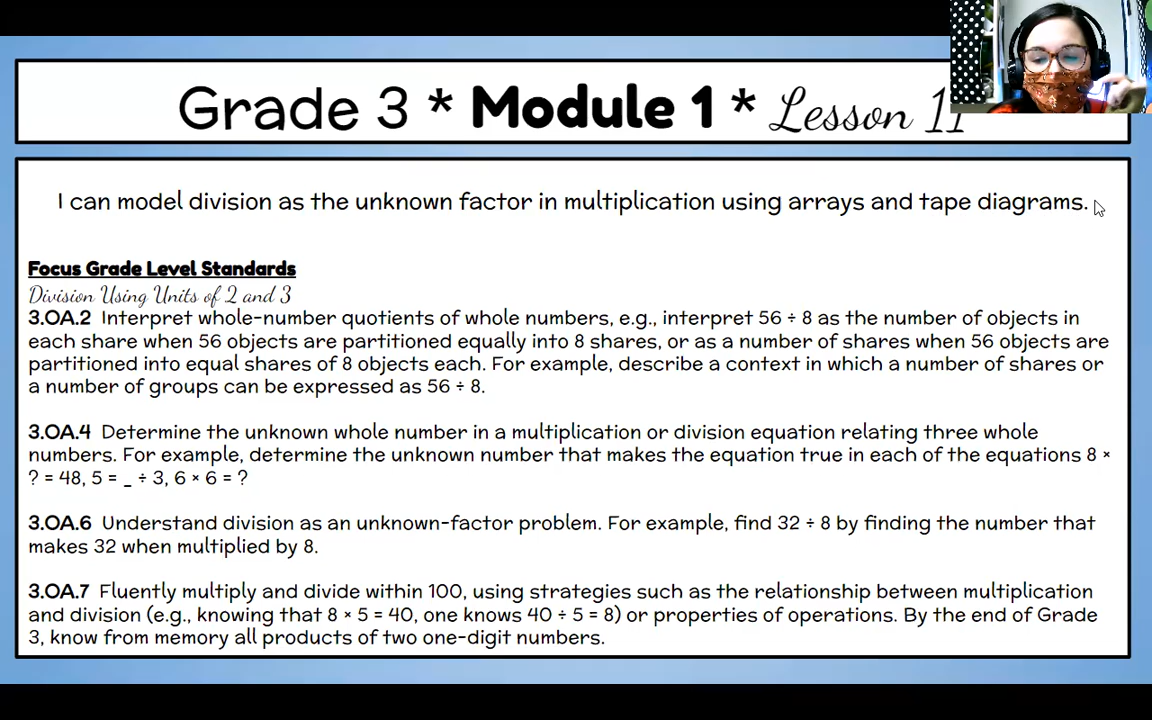 Grade 3 * Module 1 * Lesson 11
I can model division as the unknown factor in multiplication using arrays and tape diagrams.
Focus Grade Level Standards
Division Using Units of 2 and 3
3.OA.2 Interpret whole-number quotients of whole numbers, e.g., interpret 56 ÷ 8 as the number of objects in
each share when 56 objects are partitioned equally into 8 shares, or as a number of shares when 56 objects are
partitioned into equal shares of 8 objects each. For example, describe a context in which a number of shares or
a number of groups can be expressed as 56 ÷ 8.
3.OA.4 Determine the unknown whole number in a multiplication or division equation relating three whole
numbers. For example, determine the unknown number that makes the equation true in each of the equations 8 ×
? = 48, 5 = _ ÷ 3, 6 × 6 = ?
3.OA.6 Understand division as an unknown-factor problem. For example, find 32 ÷ 8 by finding the number that
makes 32 when multiplied by 8.
3.OA.7 Fluently multiply and divide within 100, using strategies such as the relationship between multiplication
and division (e.g., knowing that 8 × 5 = 40, one knows 40 ÷ 5 = 8) or properties of operations. By the end of Grade
3, know from memory all products of two one-digit numbers.